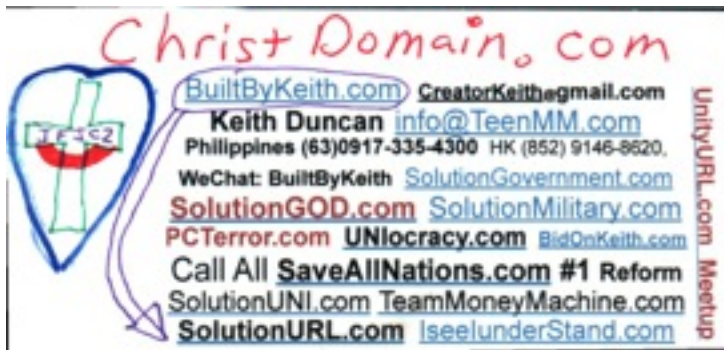 ChristDomain.com
BuiltByKeith.com CreatorKeith@gmail.com
Keith Duncan info@TeenMM.com
Philippines (63)0917-335-4300 HK (852) 9146-8620,
WeChat: BuiltByKeith SolutionGovernment.com
SolutionGOD.com SolutionMilitary.com
PCTerror.com UNIocracy.com BidOnKeith.com
Call All SaveAllNations.com #1 Reform
SolutionUNI.com TeamMoneyMachine.com
SolutionURL.com IseeIunderStand.com
UnityURL.com Meetup